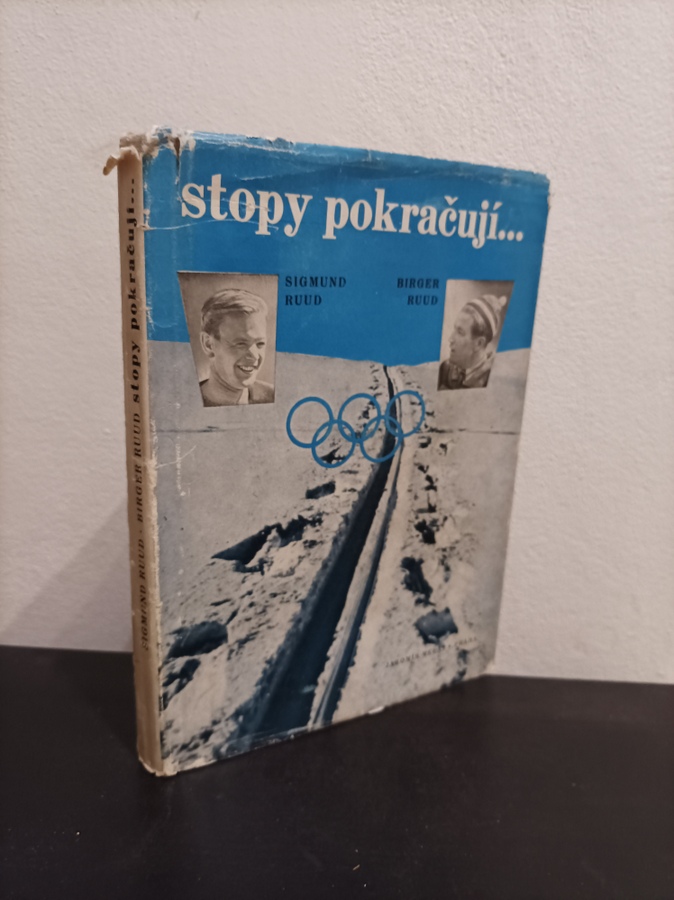 stopy pokračují...
SIGMUND
RUUD
BIRGER
RUUD
SIGMUND RUUD - BIRGER RUUD stopy pokračují...